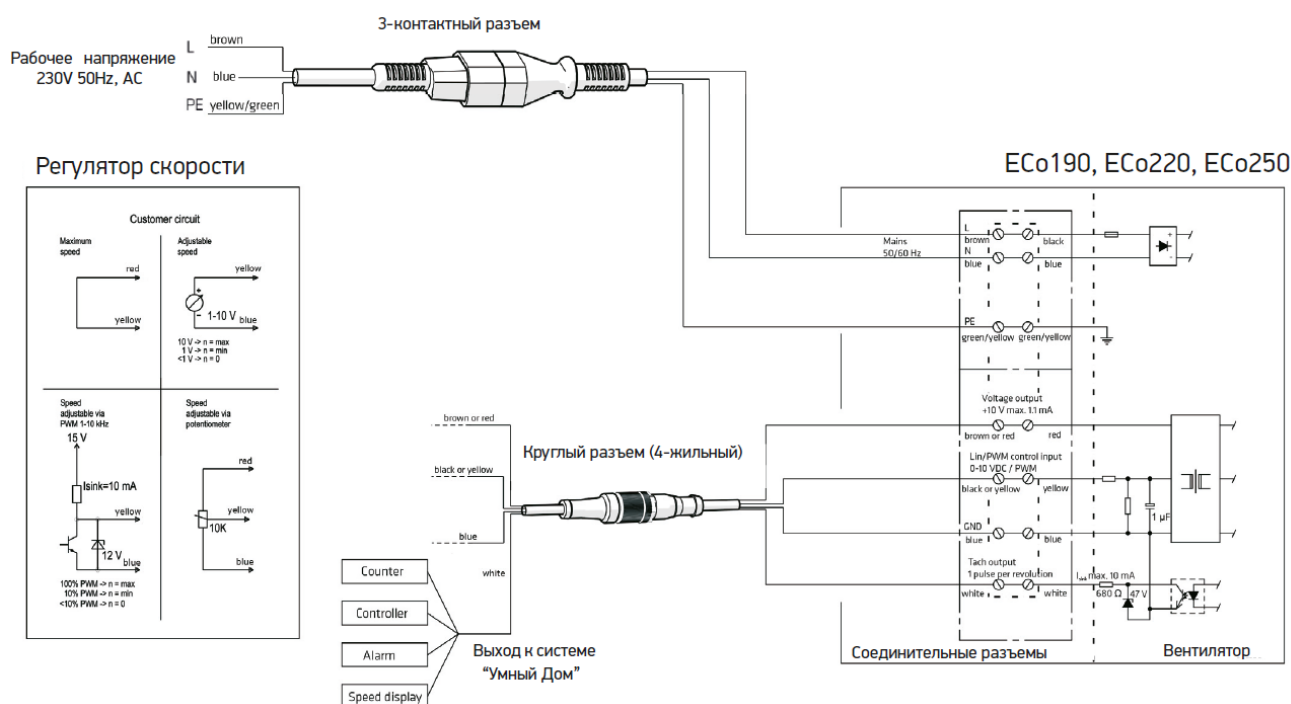 3-контактный разъем
Рабочее напряжение
230V 50Hz, AC
L
brown
N
blue
PE
yellow/green
Регулятор скорости
Customer circuit
Maximum
speed
red
yellow
Adjustable
speed
yellow
+
-
1-10 V
blue
10 V -> n = max
1 V -> n = min
<1 V -> n = 0
Speed
adjustable via
PWM 1-10 kHz
15 V
Isink=10 mA
yellow
12 V
blue
100% PWM -> n = max
10% PWM -> n = min
<10% PWM -> n = 0
Speed
adjustable via
potentiometer
red
yellow
10K
blue
brown or red
black or yellow
blue
white
Круглый разъем (4-жильный)
Counter
Controller
Alarm
Speed display
Выход к системе
“Умный Дом”
ECo190, ECo220, ECo250
Mains
50/60 Hz
L
brown
black
N
blue
blue
+
-
PE
green/yellow
green/yellow
Voltage output
+10 V max. 1.1 mA
brown or red
red
Lin/PWM control input
0-10 VDC / PWM
black or yellow
yellow
1 µF
GND
blue
blue
Tach output
1 pulse per revolution
white
white
Isink max. 10 mA
680 Ω
47 V
Соединительные разъемы
Вентилятор